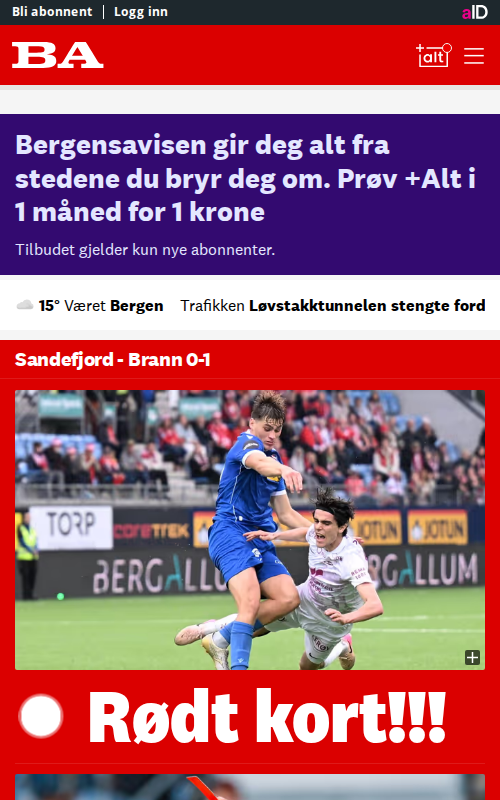 Bli abonnent
Logg inn
aID
BA
+alt
Bergensavisen gir deg alt fra
stedene du bryr deg om. Prøv +Alt i
1 måned for 1 krone
Tilbudet gjelder kun nye abonnenter.
15° Været Bergen
Trafikken Løvstakktunnelen stengte ford
Sandefjord - Brann 0-1
TORP
CORETREK
JOTUN
JOTUN
BERGALLUM
BERGALLUM
Rødt kort!!!